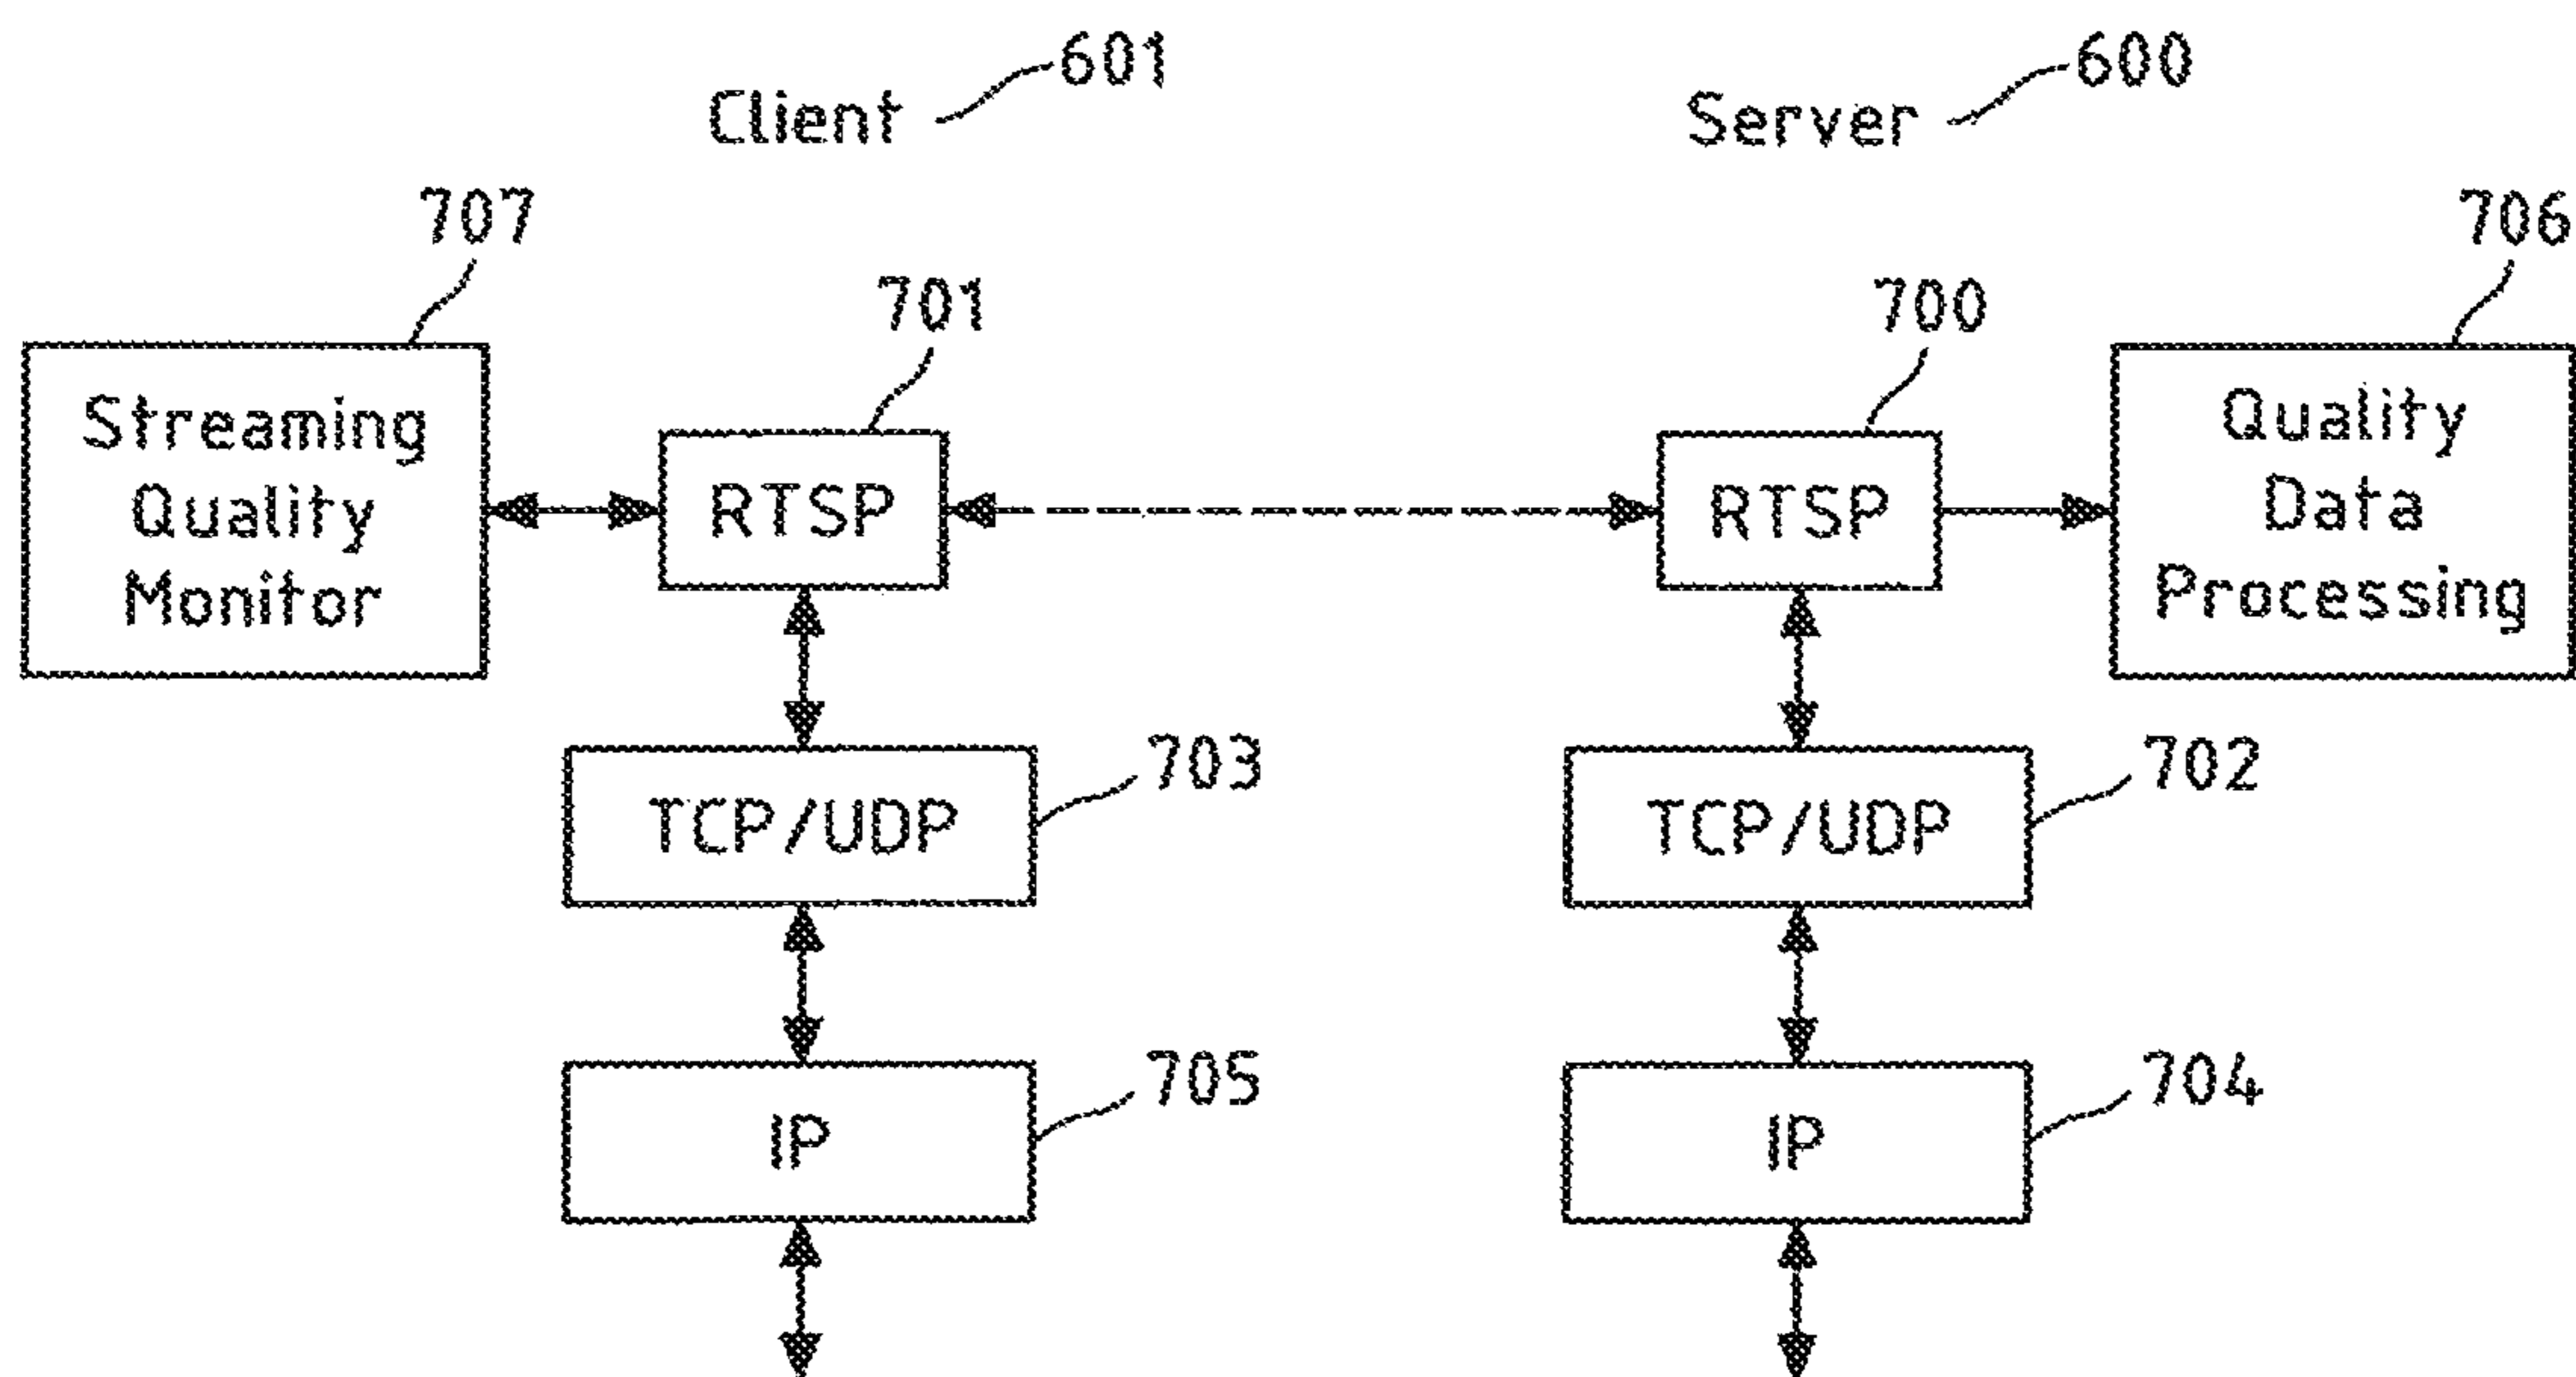 601
Client
600
Server
707
706
701
700
Streaming
Quality
Monitor
RTSP
RTSP
Quality
Data
Processing
703
TCP/UDP
702
TCP/UDP
705
IP
704
IP